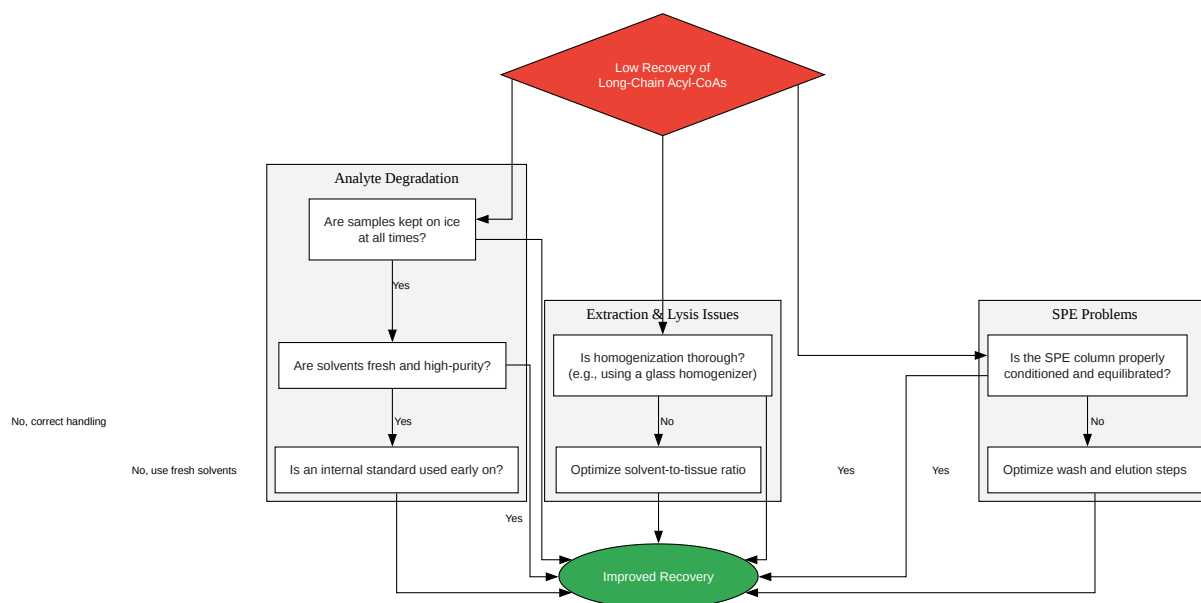 Low Recovery of
Long-Chain Acyl-CoAs
Analyte Degradation
Are samples kept on ice
at all times?
Yes
Are solvents fresh and high-purity?
Yes
Is an internal standard used early on?
No, correct handling
No, use fresh solvents
Yes
Extraction & Lysis Issues
Is homogenization thorough?
(e.g., using a glass homogenizer)
No
Optimize solvent-to-tissue ratio
Yes
SPE Problems
Is the SPE column properly
conditioned and equilibrated?
No
Optimize wash and elution steps
Yes
Improved Recovery